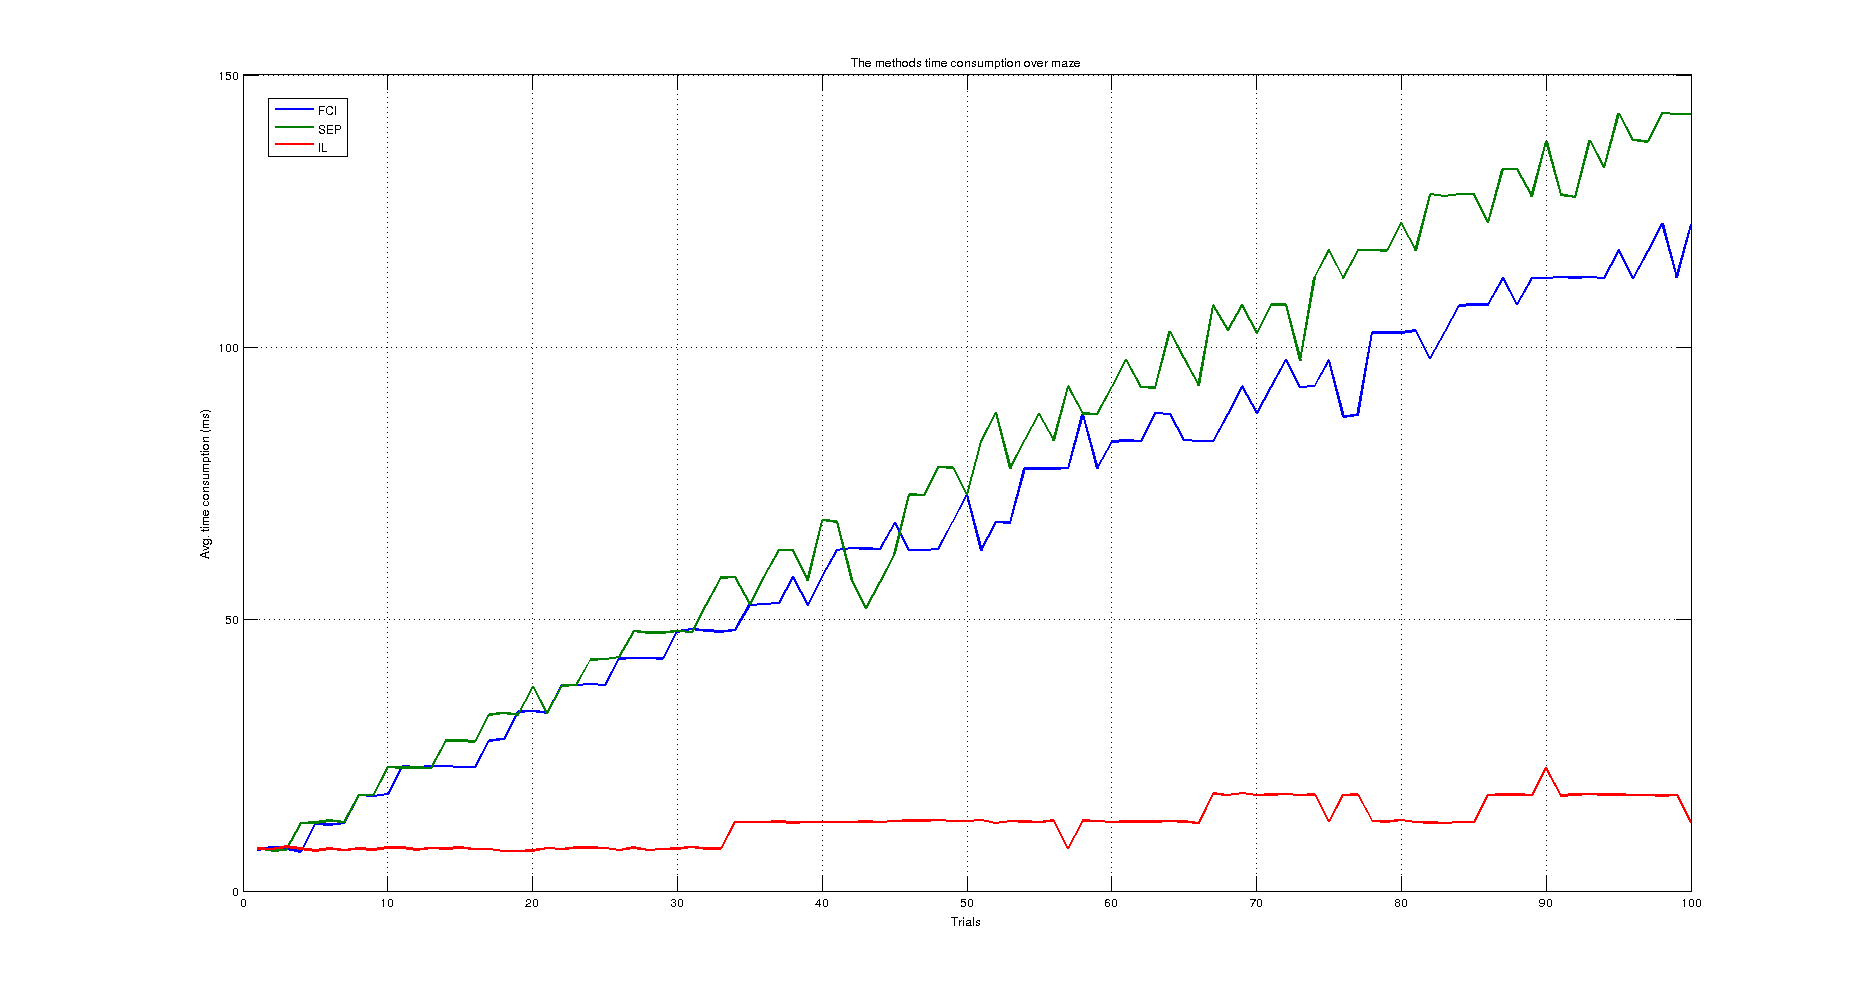 The methods time consumption over maze
150
FCI
SEP
IL
100
50
0
Avg. time consumption (ms)
0 10 20 30 40 50 60 70 80 90 100
Trials